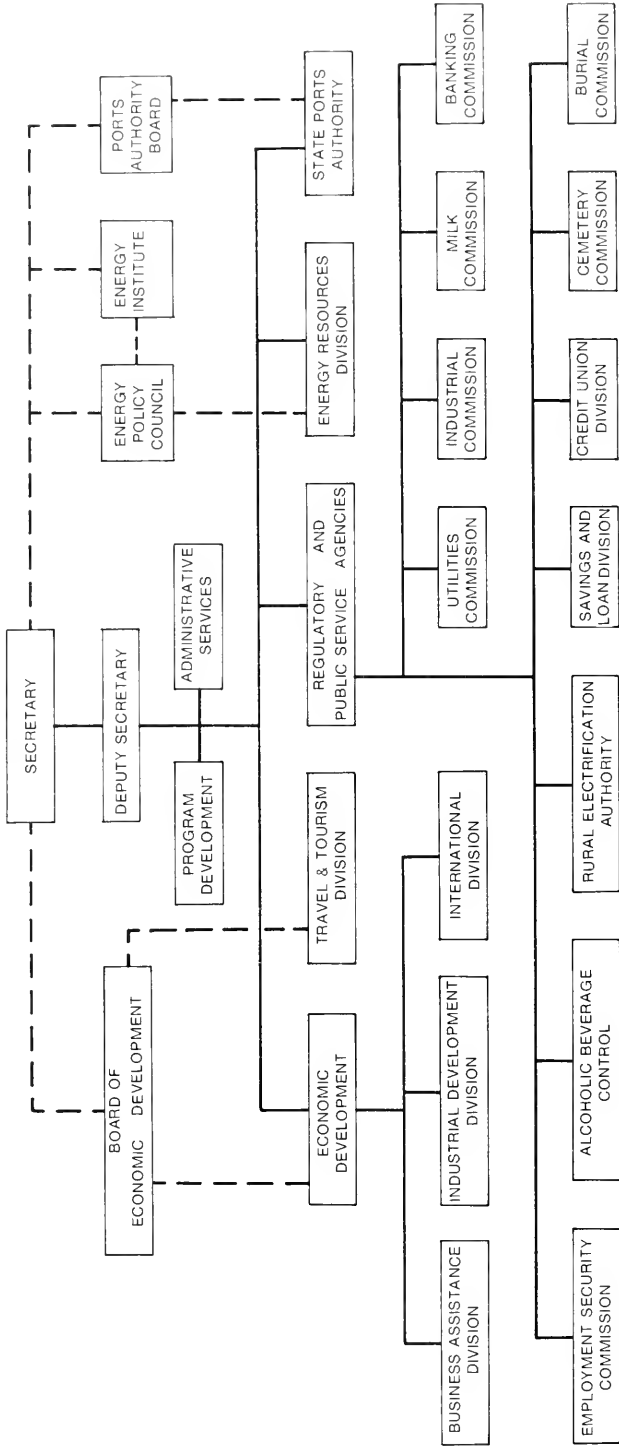 SECRETARY
BOARD OF
ECONOMIC DEVELOPMENT
DEPUTY SECRETARY
ENERGY
POLICY
COUNCIL
ENERGY
INSTITUTE
PORTS
AUTHORITY
BOARD
PROGRAM
DEVELOPMENT
ADMINISTRATIVE
SERVICES
ECONOMIC
DEVELOPMENT
TRAVEL & TOURISM
DIVISION
REGULATORY AND
PUBLIC SERVICE AGENCIES
ENERGY RESOURCES
DIVISION
STATE PORTS
AUTHORITY
BUSINESS ASSISTANCE
DIVISION
INDUSTRIAL DEVELOPMENT
DIVISION
INTERNATIONAL
DIVISION
UTILITIES
COMMISSION
INDUSTRIAL
COMMISSION
MILK
COMMISSION
BANKING
COMMISSION
EMPLOYMENT SECURITY
COMMISSION
ALCOHOLIC BEVERAGE
CONTROL
RURAL ELECTRIFICATION
AUTHORITY
SAVINGS AND
LOAN DIVISION
CREDIT UNION
DIVISION
CEMETERY
COMMISSION
BURIAL
COMMISSION